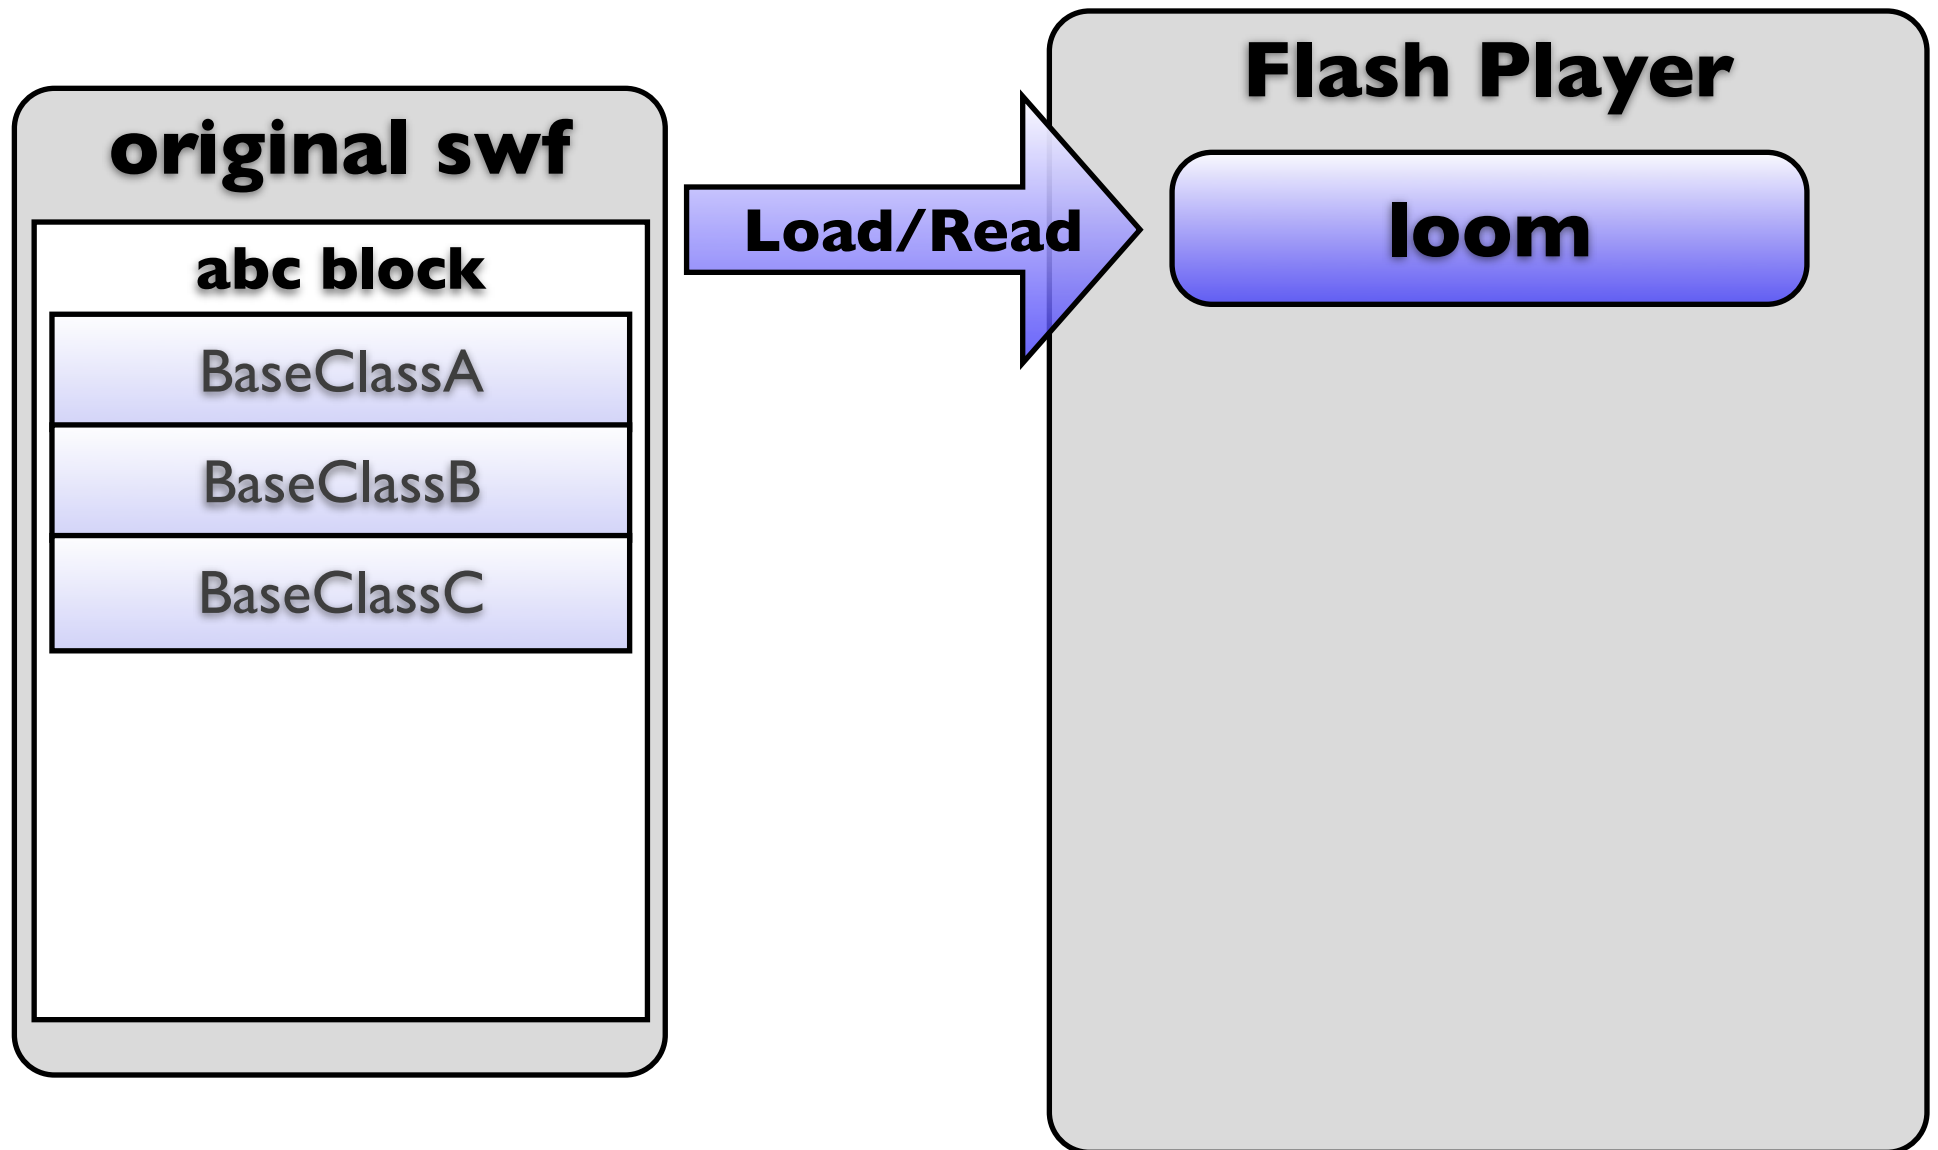 original swf
abc block
BaseClassA
BaseClassB
BaseClassC
Load/Read
Flash Player
loom